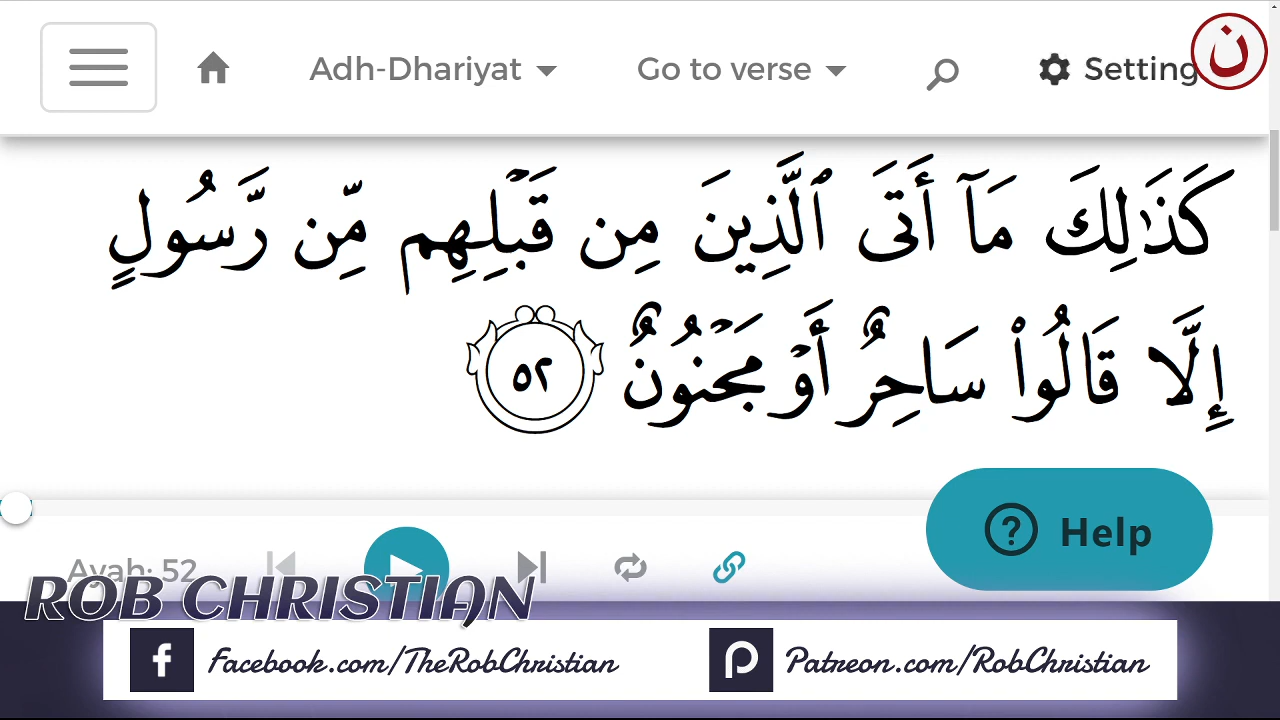 Adh-Dhariyat Go to verse Setting ن
كَذَٰلِكَ مَآ أَتَى ٱلَّذِينَ مِن قَبْلِهِم مِّن رَّسُولٍ
إِلَّا قَالُوا۟ سَاحِرٌ أَوْ مَجْنُونٌ ٥٢
? Help
Ayah: 52
ROB CHRISTIAN
Facebook.com/TheRobChristian Patreon.com/RobChristian